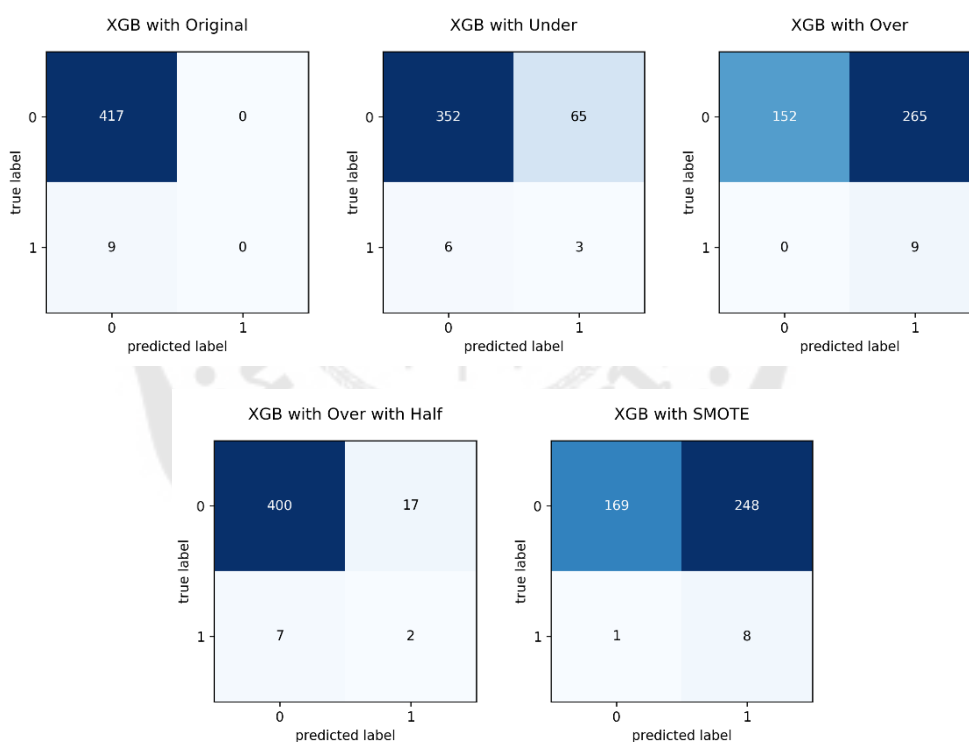 XGB with Original
0
417
0
true label
1
9
0
0
1
predicted label
XGB with Under
0
352
65
true label
1
6
3
0
1
predicted label
XGB with Over
0
152
265
true label
1
0
9
0
1
predicted label
XGB with Over with Half
0
400
17
true label
1
7
2
0
1
predicted label
XGB with SMOTE
0
169
248
true label
1
1
8
0
1
predicted label